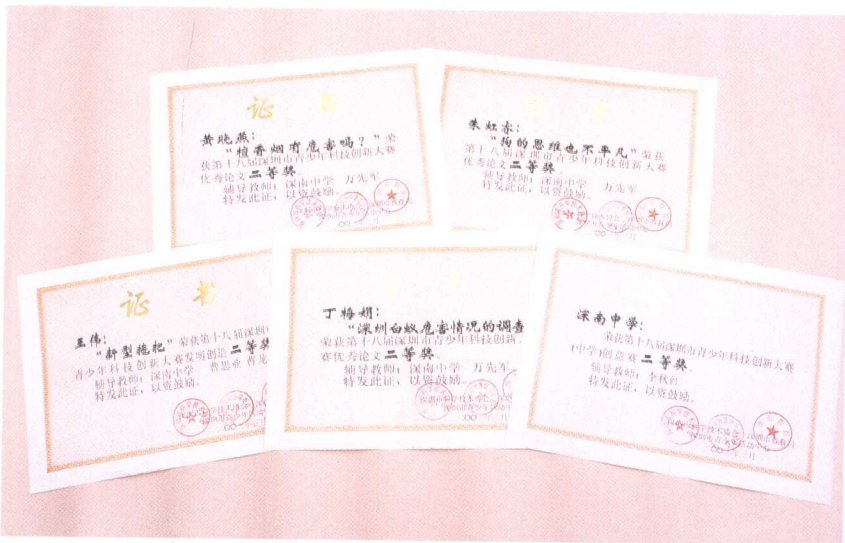 证 书
黄晓燕：
“檀香烟有危害吗？”荣
获第十八届深圳市青少年科技创新大赛
优秀论文二等奖。
辅导教师：深南中学 万先军
特发此证，以资鼓励。
朱红志：
“狗的思维也不平凡”荣获
第十八届深圳市青少年科技创新大赛
优秀论文二等奖。
辅导教师：深南中学 万先军
特发此证，以资鼓励。
证 书
王伟：
“新型拖把”荣获第十八届深圳
青少年科技创新大赛发明创造二等奖
辅导教师：深南中学 曹思亚
特发此证，以资鼓励。
丁梅娟：
“深圳白蚁危害情况的调查
荣获第十八届深圳市青少年科技创新
赛优秀论文二等奖。
辅导教师：深南中学 万先军
特发此证，以资鼓励。
深南中学：
荣获第十八届深圳市青少年科技创新大赛
(中学)创意赛二等奖。
辅导教师：李秋红
特发此证，以资鼓励。